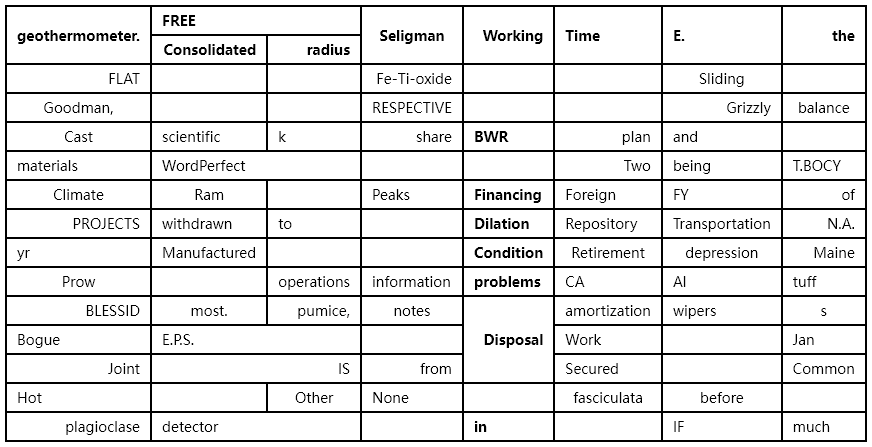 geothermometer. FREE Seligman Working Time E. the
Consolidated radius
FLAT Fe-Ti-oxide Sliding
Goodman, RESPECTIVE Grizzly balance
Cast scientific k share BWR plan and
materials WordPerfect Two being T.BOCY
Climate Ram Peaks Financing Foreign FY of
PROJECTS withdrawn to Dilation Repository Transportation N.A.
yr Manufactured Condition Retirement depression Maine
Prow operations information problems CA AI tuff
BLESSID most. pumice, notes Disposal amortization wipers s
Bogue E.P.S. Work Jan
Joint IS from Secured Common
Hot Other None fasciculata before
plagioclase detector in IF much